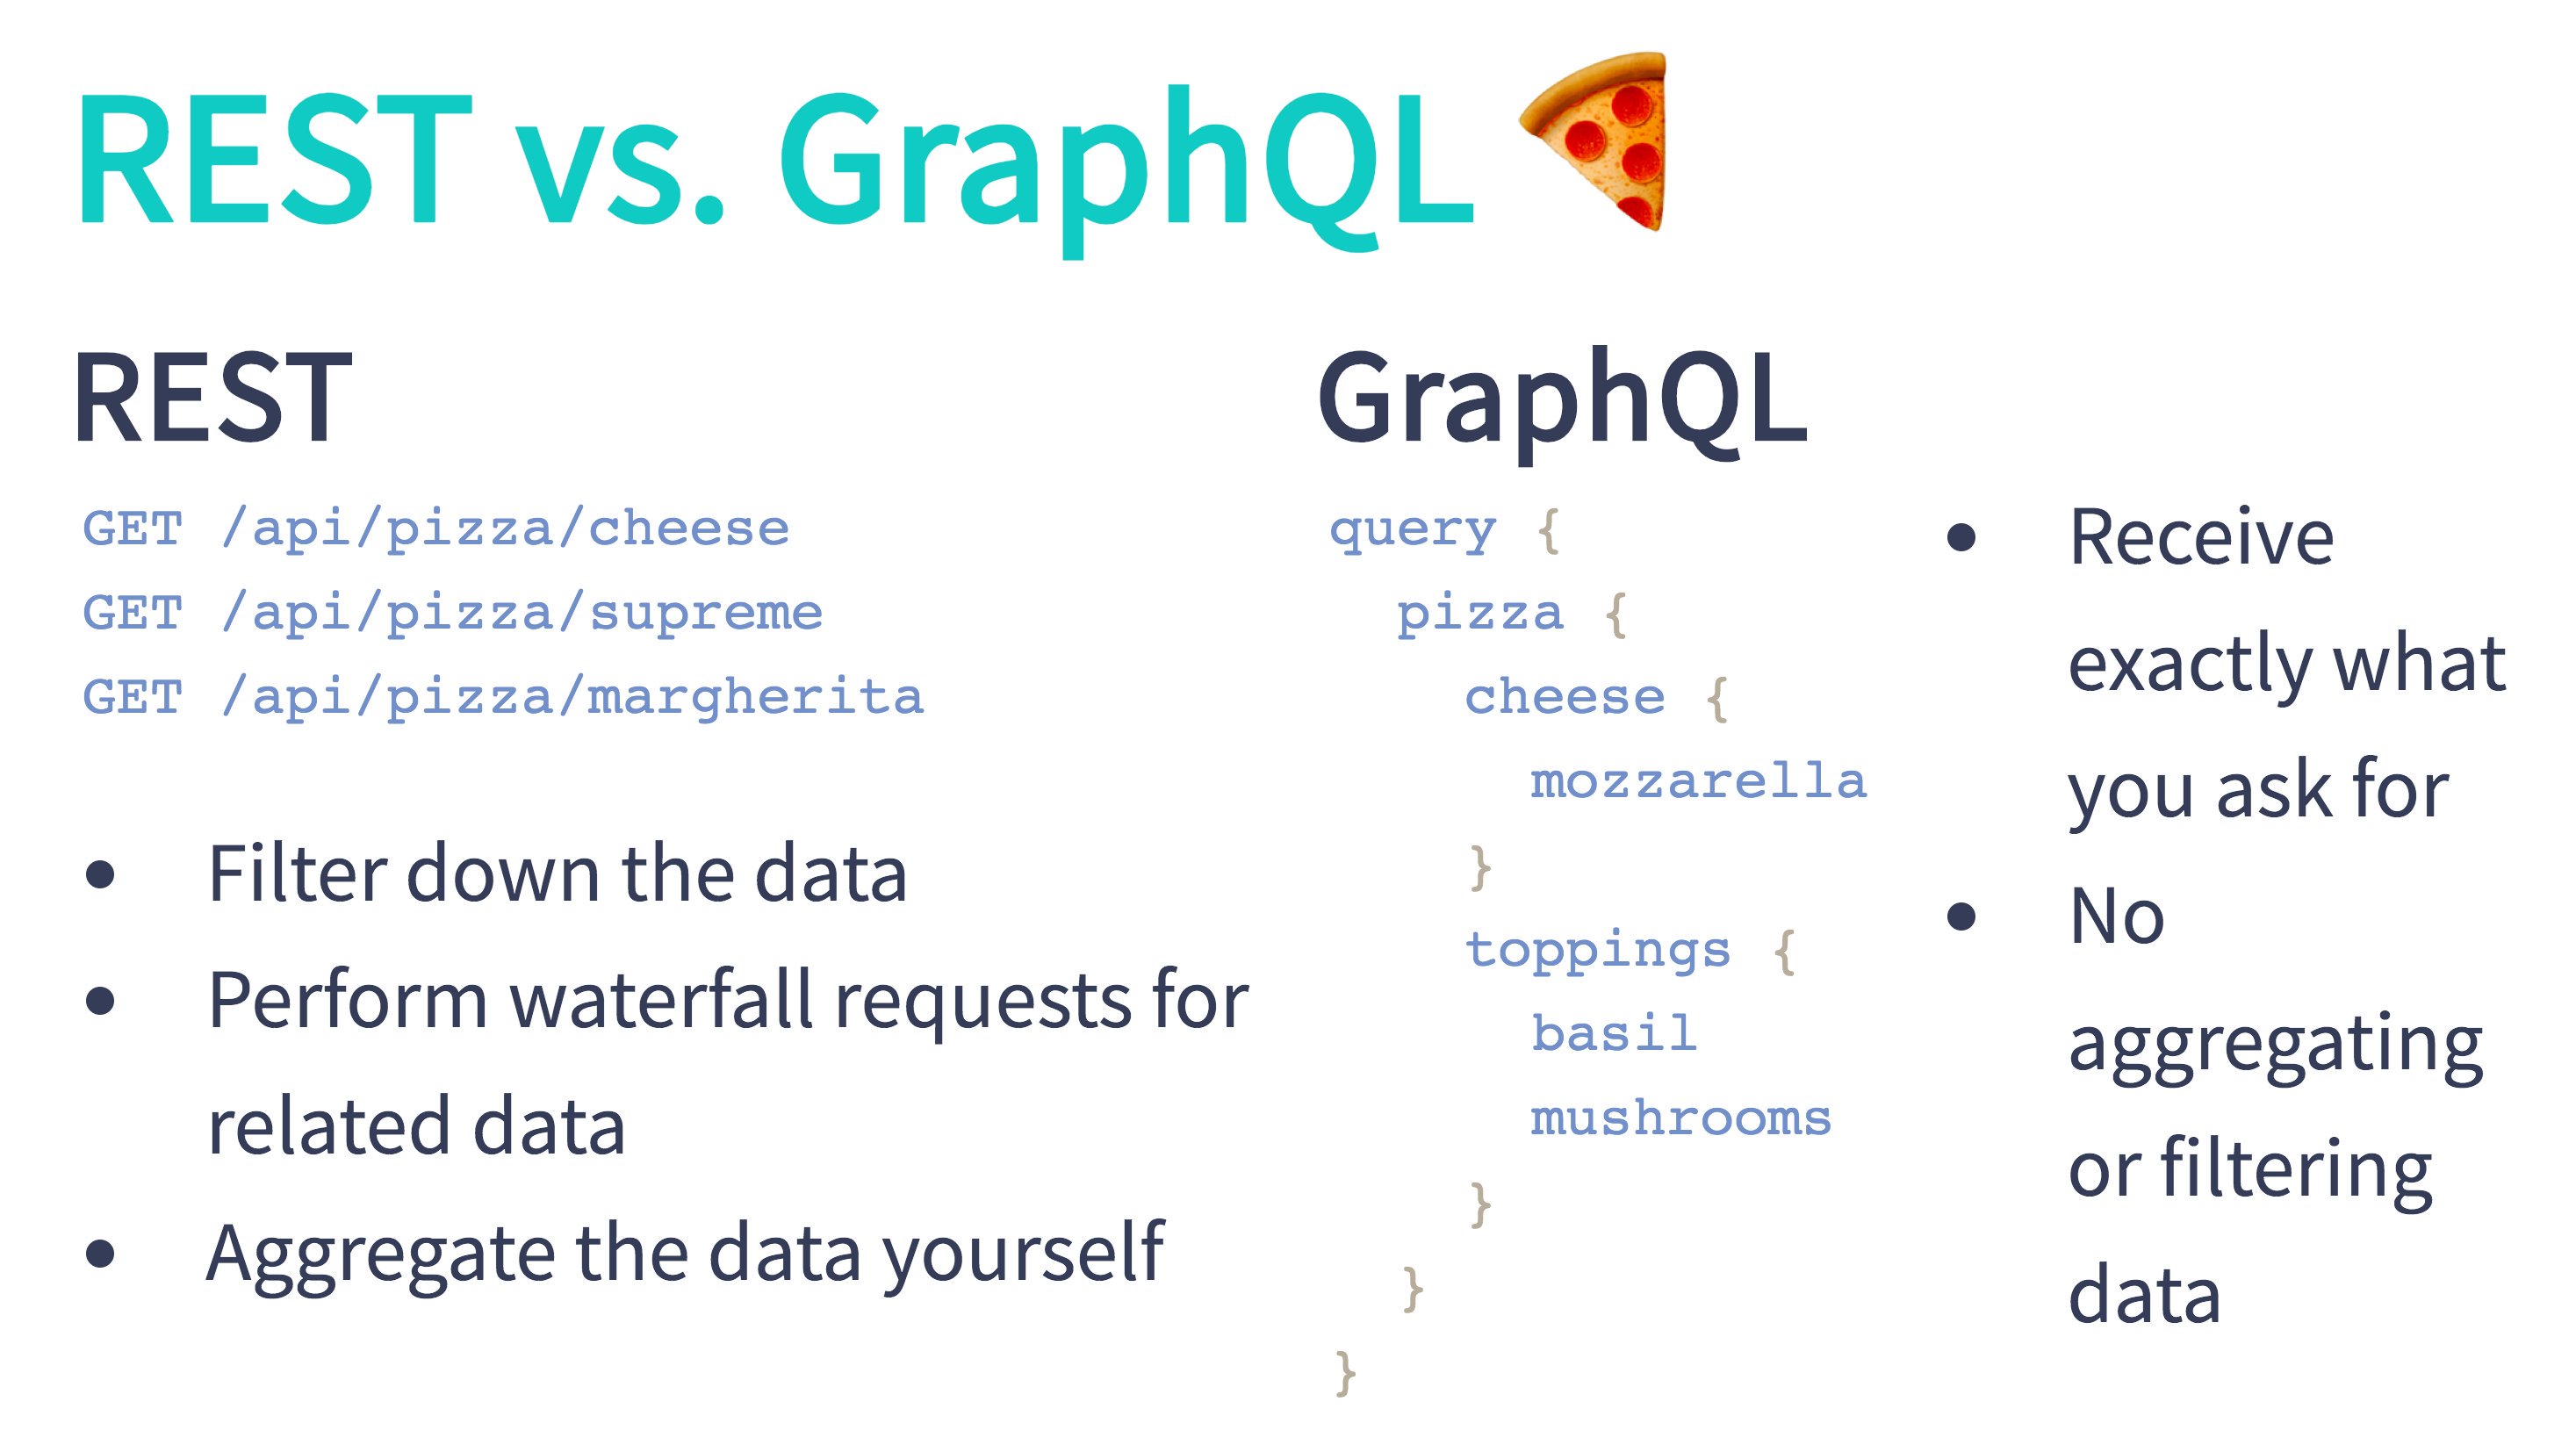 REST vs. GraphQL
REST
GET /api/pizza/cheese
GET /api/pizza/supreme
GET /api/pizza/margherita
• Filter down the data
• Perform waterfall requests for
related data
• Aggregate the data yourself
GraphQL
query {
  pizza {
    cheese {
      mozzarella
    }
    toppings {
      basil
      mushrooms
    }
  }
}
• Receive
exactly what
you ask for
• No
aggregating
or filtering
data